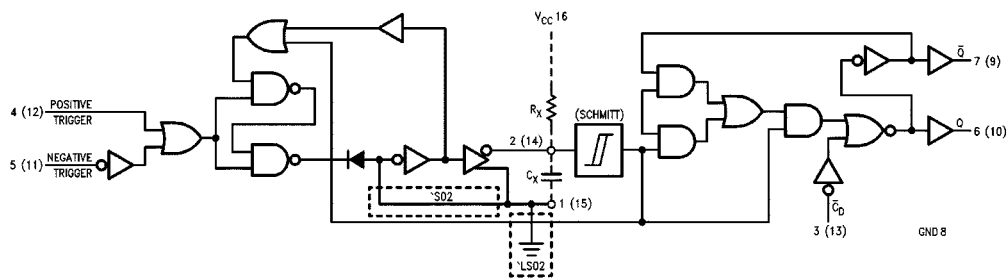 VCC 16
RX
(SCHMITT)
2 (14)
CX
1 (15)
4 (12) POSITIVE
TRIGGER
5 (11) NEGATIVE
TRIGGER
`S02
`LS02
Q̄
7 (9)
Q
6 (10)
C̄D
3 (13)
GND 8